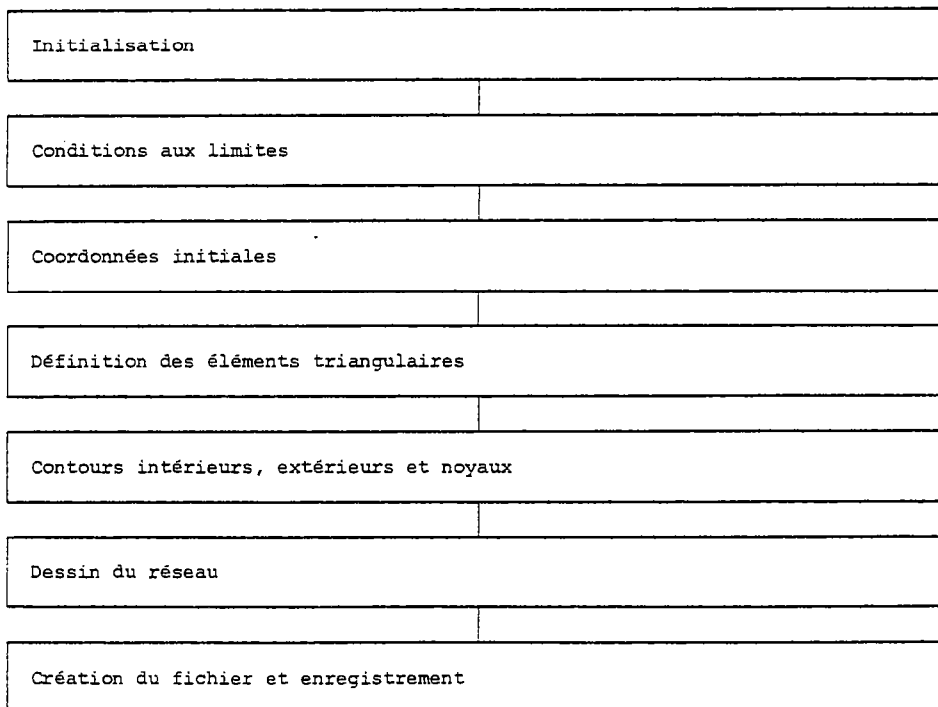 Initialisation
Conditions aux limites
Coordonnées initiales
Définition des éléments triangulaires
Contours intérieurs, extérieurs et noyaux
Dessin du réseau
Création du fichier et enregistrement